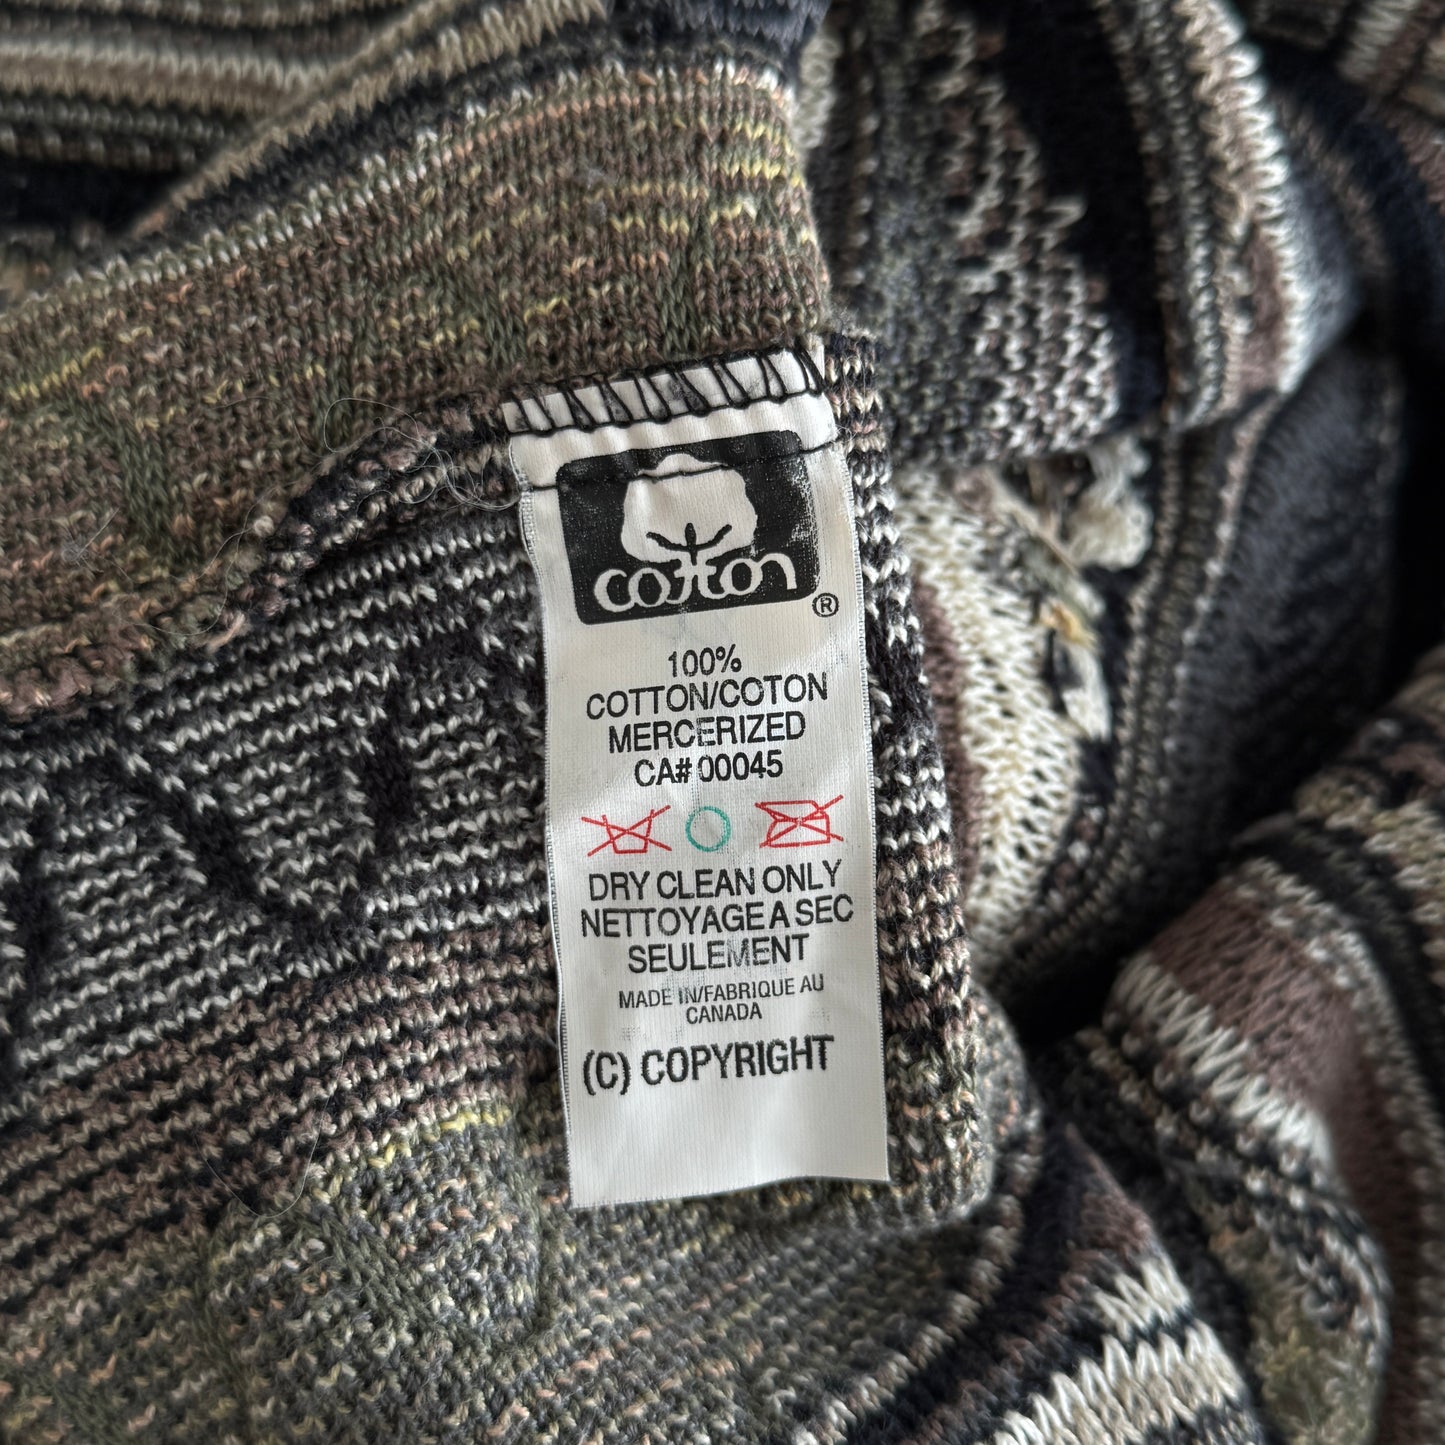 cotton
®
100%
COTTON/COTON
MERCERIZED
CA# 00045
DRY CLEAN ONLY
NETTOYAGE A SEC
SEULEMENT
MADE IN/FABRIQUE AU
CANADA
(C) COPYRIGHT